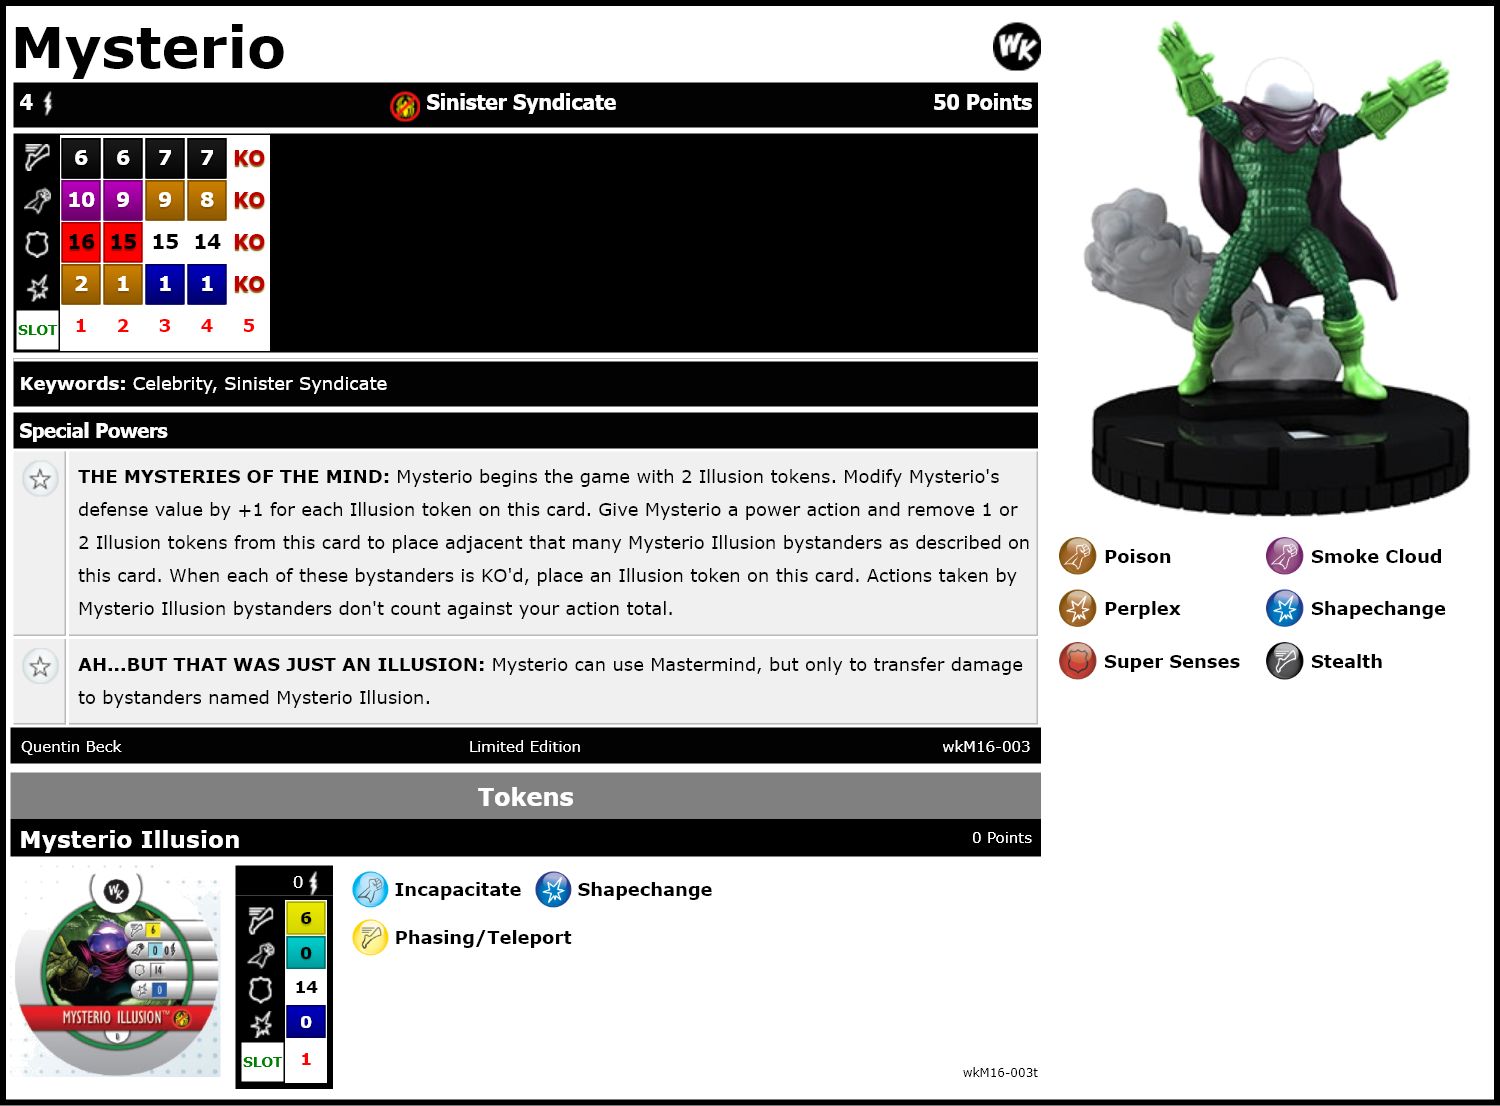 Mysterio
WK
4
Sinister Syndicate
50 Points
6 6 7 7 KO
10 9 9 8 KO
16 15 15 14 KO
2 1 1 1 KO
SLOT 1 2 3 4 5
Keywords: Celebrity, Sinister Syndicate
Special Powers
THE MYSTERIES OF THE MIND: Mysterio begins the game with 2 Illusion tokens. Modify Mysterio's
defense value by +1 for each Illusion token on this card. Give Mysterio a power action and remove 1 or
2 Illusion tokens from this card to place adjacent that many Mysterio Illusion bystanders as described on
this card. When each of these bystanders is KO'd, place an Illusion token on this card. Actions taken by
Mysterio Illusion bystanders don't count against your action total.
AH...BUT THAT WAS JUST AN ILLUSION: Mysterio can use Mastermind, but only to transfer damage
to bystanders named Mysterio Illusion.
Quentin Beck
Limited Edition
wkM16-003
Poison
Smoke Cloud
Perplex
Shapechange
Super Senses
Stealth
Tokens
Mysterio Illusion
0 Points
WK
6
0 0
14
0
MYSTERIO ILLUSION™
0
0
6
0
14
0
SLOT 1
Incapacitate
Shapechange
Phasing/Teleport
wkM16-003t